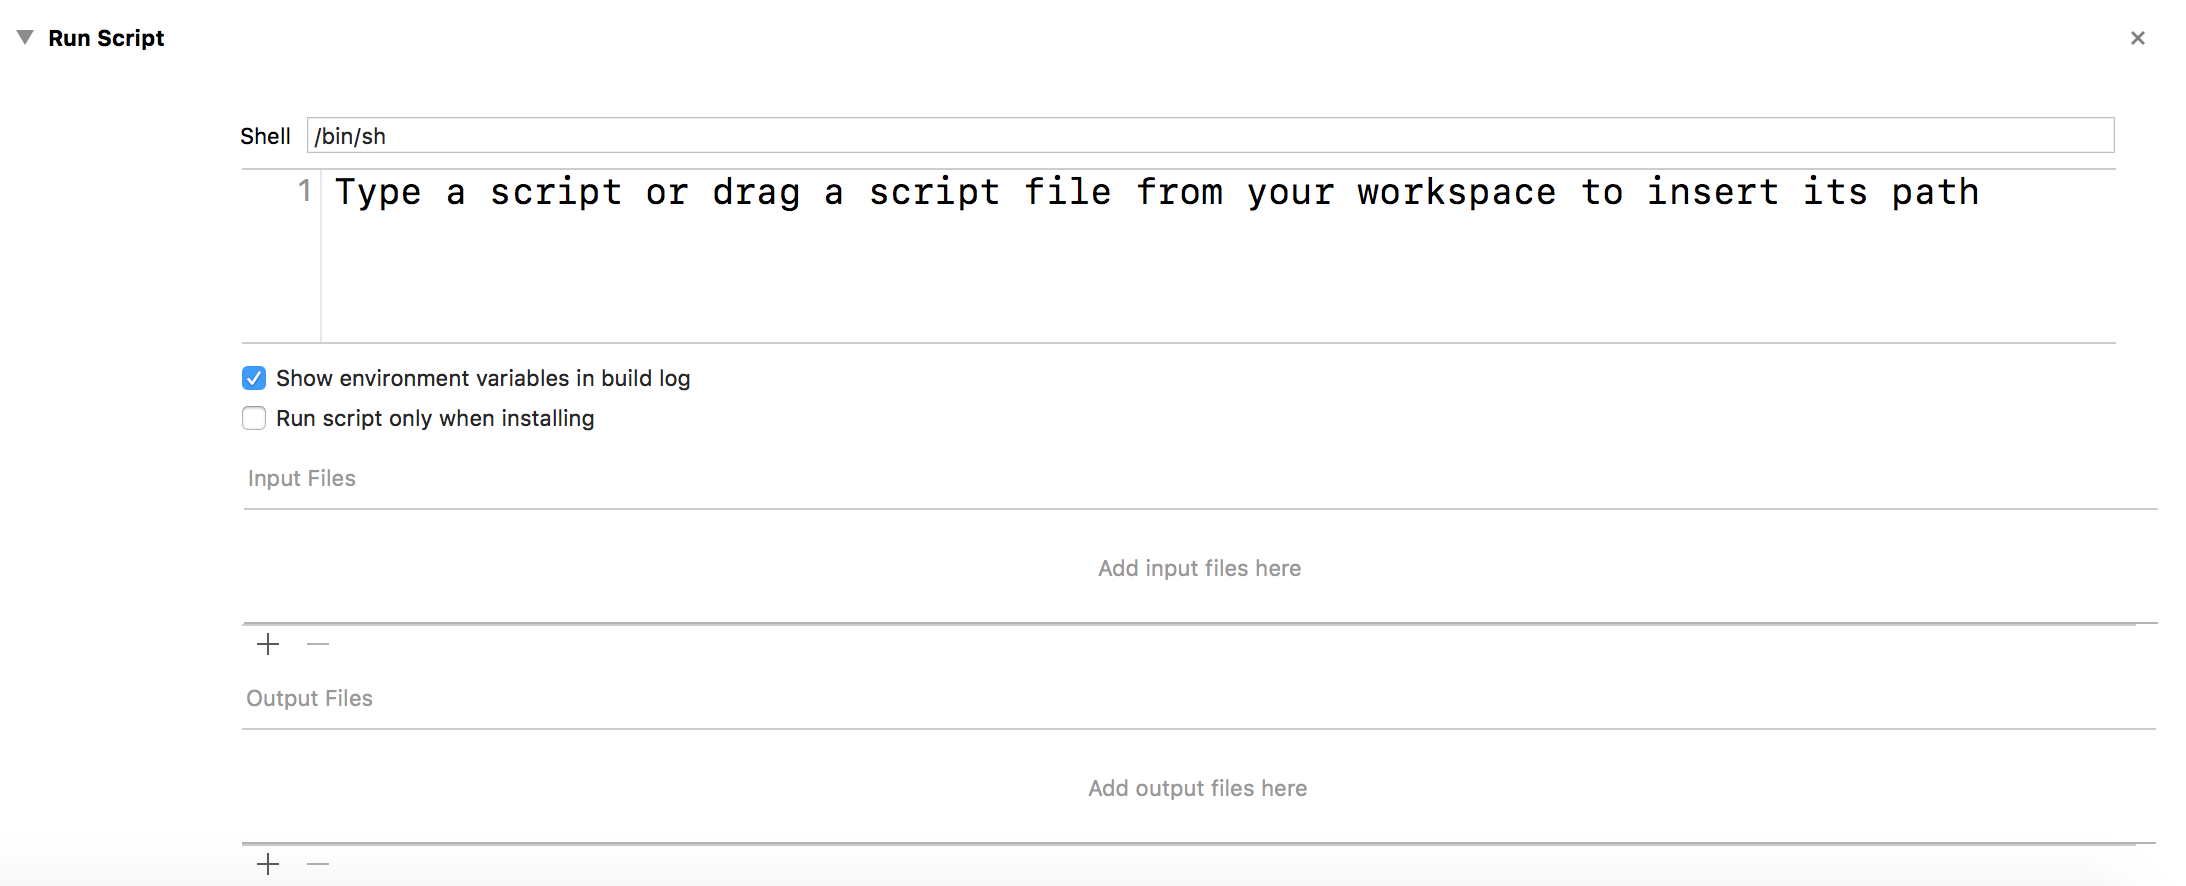 Run Script
Shell /bin/sh
1 Type a script or drag a script file from your workspace to insert its path
Show environment variables in build log
Run script only when installing
Input Files
Add input files here
Output Files
Add output files here